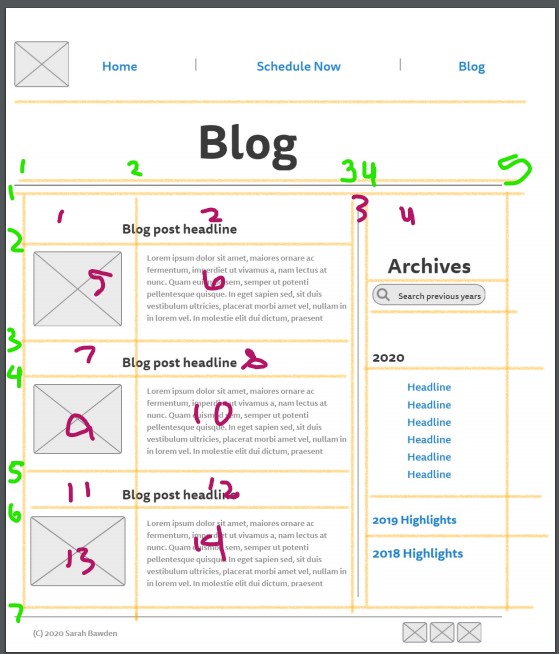 Home | Schedule Now | Blog
Blog
1 2 3 4 5
1
1 2 3 4
Blog post headline
2
Archives
5 6
Lorem ipsum dolor sit amet, maiores ornare ac
fermentum, imperdiet ut vivamus a, nam lectus at
nunc. Quam euismod sem, semper ut potenti
pellentesque quisque. In eget sapien sed, sit duis
vestibulum ultricies, placerat morbi amet vel, nullam in
in lorem vel. In molestie elit dui dictum, praesent
Search previous years
3
7 Blog post headline 8
2020
4
9 10
Lorem ipsum dolor sit amet, maiores ornare ac
fermentum, imperdiet ut vivamus a, nam lectus at
nunc. Quam euismod sem, semper ut potenti
pellentesque quisque. In eget sapien sed, sit duis
vestibulum ultricies, placerat morbi amet vel, nullam in
in lorem vel. In molestie elit dui dictum, praesent
Headline
Headline
Headline
Headline
Headline
Headline
5
11 12
Blog post headline
6
13 14
Lorem ipsum dolor sit amet, maiores ornare ac
fermentum, imperdiet ut vivamus a, nam lectus at
nunc. Quam euismod sem, semper ut potenti
pellentesque quisque. In eget sapien sed, sit duis
vestibulum ultricies, placerat morbi amet vel, nullam in
in lorem vel. In molestie elit dui dictum, praesent
2019 Highlights
2018 Highlights
7
(C) 2020 Sarah Bawden